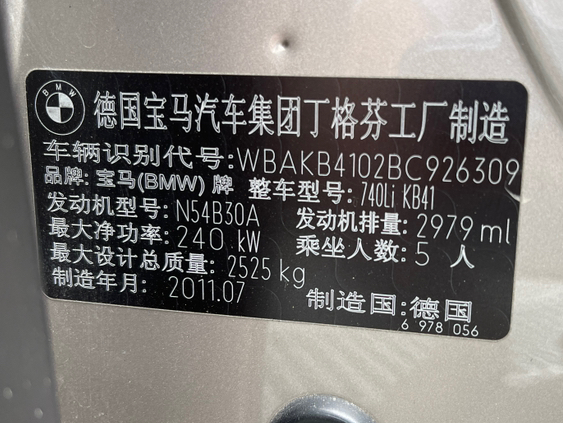 BMW
德国宝马汽车集团丁格芬工厂制造
车辆识别代号:WBAKB4102BC926309
品牌:宝马(BMW)牌 整车型号:740Li KB41
发动机型号:N54B30A 发动机排量:2979ml
最大净功率:240 kW 乘坐人数:5 人
最大设计总质量:2525kg
制造年月:2011.07 制造国:德国
6 978 056